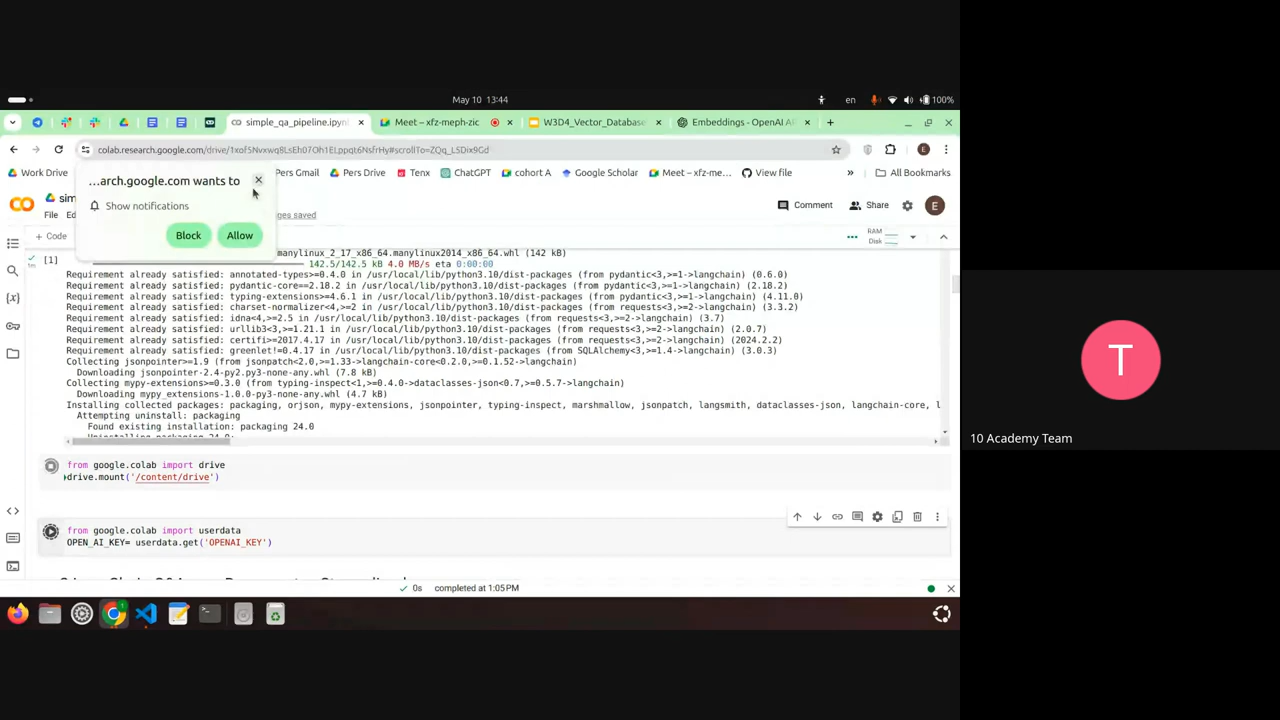 May 10 13:44
en
100%
simple_qa_pipeline.ipynb
Meet – xfz-meph-zic
W3D4_Vector_Database
Embeddings - OpenAI A
colab.research.google.com/drive/1xof5Nvxwq8LsEh07Oh1ELppqt6NsfrHy#scrollTo=ZQq_L5Dix9Gd
Work Drive
Pers Gmail
Pers Drive
Tenx
ChatGPT
cohort A
Google Scholar
Meet – xfz-me...
View file
»
All Bookmarks
...arch.google.com wants to
Show notifications
Block
Allow
sim
File
Ed
ges saved
Comment
Share
E
+ Code
RAM
Disk
[1]
1m
manylinux_2_17_x86_64.manylinux2014_x86_64.whl (142 kB)
142.5/142.5 kB 4.0 MB/s eta 0:00:00
Requirement already satisfied: annotated-types>=0.4.0 in /usr/local/lib/python3.10/dist-packages (from pydantic<3,>=1->langchain) (0.6.0)
Requirement already satisfied: pydantic-core==2.18.2 in /usr/local/lib/python3.10/dist-packages (from pydantic<3,>=1->langchain) (2.18.2)
Requirement already satisfied: typing-extensions>=4.6.1 in /usr/local/lib/python3.10/dist-packages (from pydantic<3,>=1->langchain) (4.11.0)
Requirement already satisfied: charset-normalizer<4,>=2 in /usr/local/lib/python3.10/dist-packages (from requests<3,>=2->langchain) (3.3.2)
Requirement already satisfied: idna<4,>=2.5 in /usr/local/lib/python3.10/dist-packages (from requests<3,>=2->langchain) (3.7)
Requirement already satisfied: urllib3<3,>=1.21.1 in /usr/local/lib/python3.10/dist-packages (from requests<3,>=2->langchain) (2.0.7)
Requirement already satisfied: certifi>=2017.4.17 in /usr/local/lib/python3.10/dist-packages (from requests<3,>=2->langchain) (2024.2.2)
Requirement already satisfied: greenlet!=0.4.17 in /usr/local/lib/python3.10/dist-packages (from SQLAlchemy<3,>=1.4->langchain) (3.0.3)
Collecting jsonpointer>=1.9 (from jsonpatch<2.0,>=1.33->langchain-core<0.2.0,>=0.1.52->langchain)
Downloading jsonpointer-2.4-py2.py3-none-any.whl (7.8 kB)
Collecting mypy-extensions>=0.3.0 (from typing-inspect<1,>=0.4.0->dataclasses-json<0.7,>=0.5.7->langchain)
Downloading mypy_extensions-1.0.0-py3-none-any.whl (4.7 kB)
Installing collected packages: packaging, orjson, mypy-extensions, jsonpointer, typing-inspect, marshmallow, jsonpatch, langsmith, dataclasses-json, langchain-core, l
Attempting uninstall: packaging
Found existing installation: packaging 24.0
Uninstalling packaging-24.0:
from google.colab import drive
drive.mount('/content/drive')
from google.colab import userdata
OPEN_AI_KEY= userdata.get('OPENAI_KEY')
0s completed at 1:05PM
T
10 Academy Team